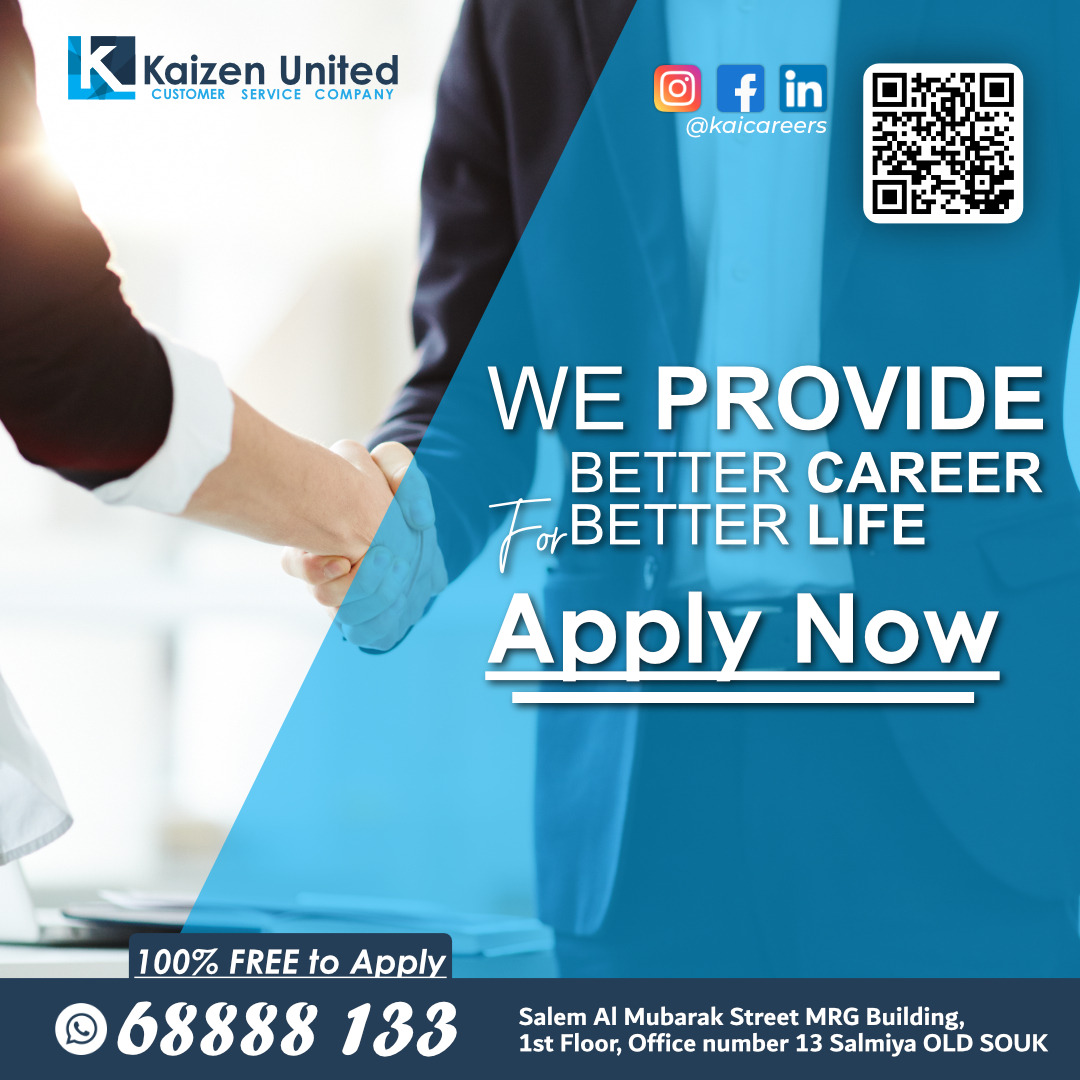 Kaizen United
CUSTOMER SERVICE COMPANY
@kaicareers
WE PROVIDE
BETTER CAREER
For BETTER LIFE
Apply Now
100% FREE to Apply
68888 133
Salem Al Mubarak Street MRG Building,
1st Floor, Office number 13 Salmiya OLD SOUK